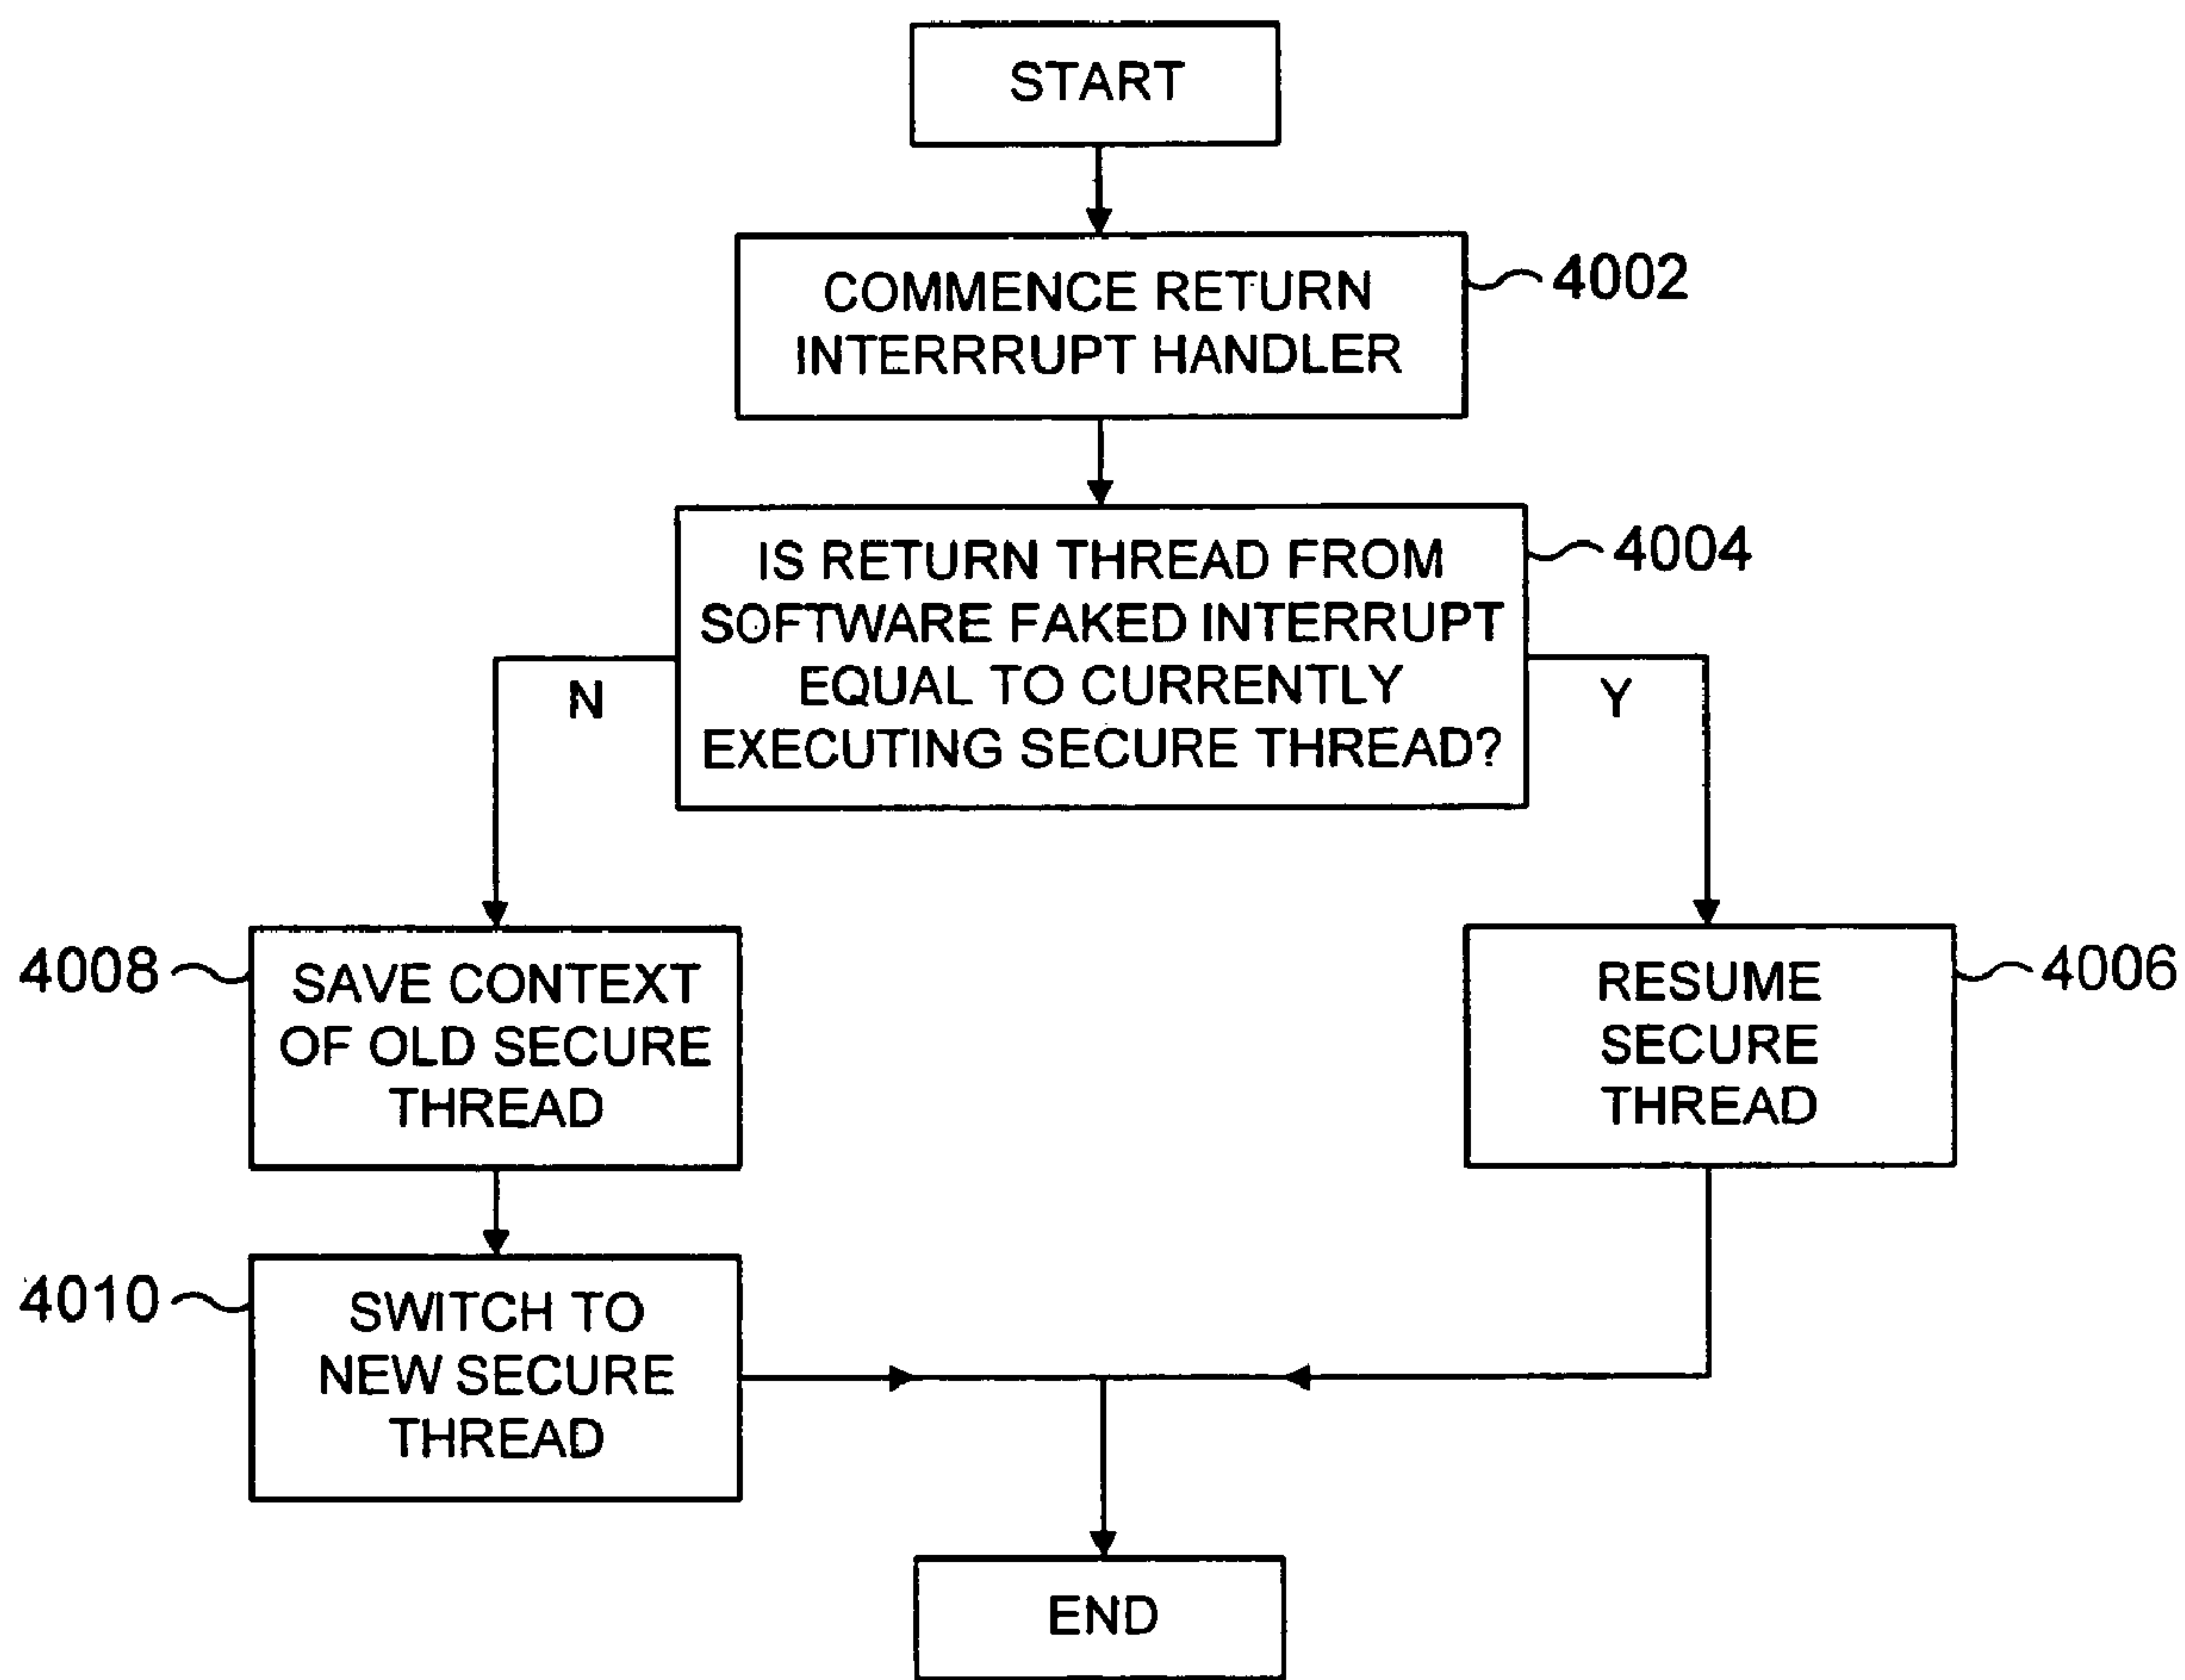 START
COMMENCE RETURN
INTERRRUPT HANDLER
4002
IS RETURN THREAD FROM
SOFTWARE FAKED INTERRUPT
EQUAL TO CURRENTLY
EXECUTING SECURE THREAD?
4004
N
Y
4008
SAVE CONTEXT
OF OLD SECURE
THREAD
RESUME
SECURE
THREAD
4006
4010
SWITCH TO
NEW SECURE
THREAD
END